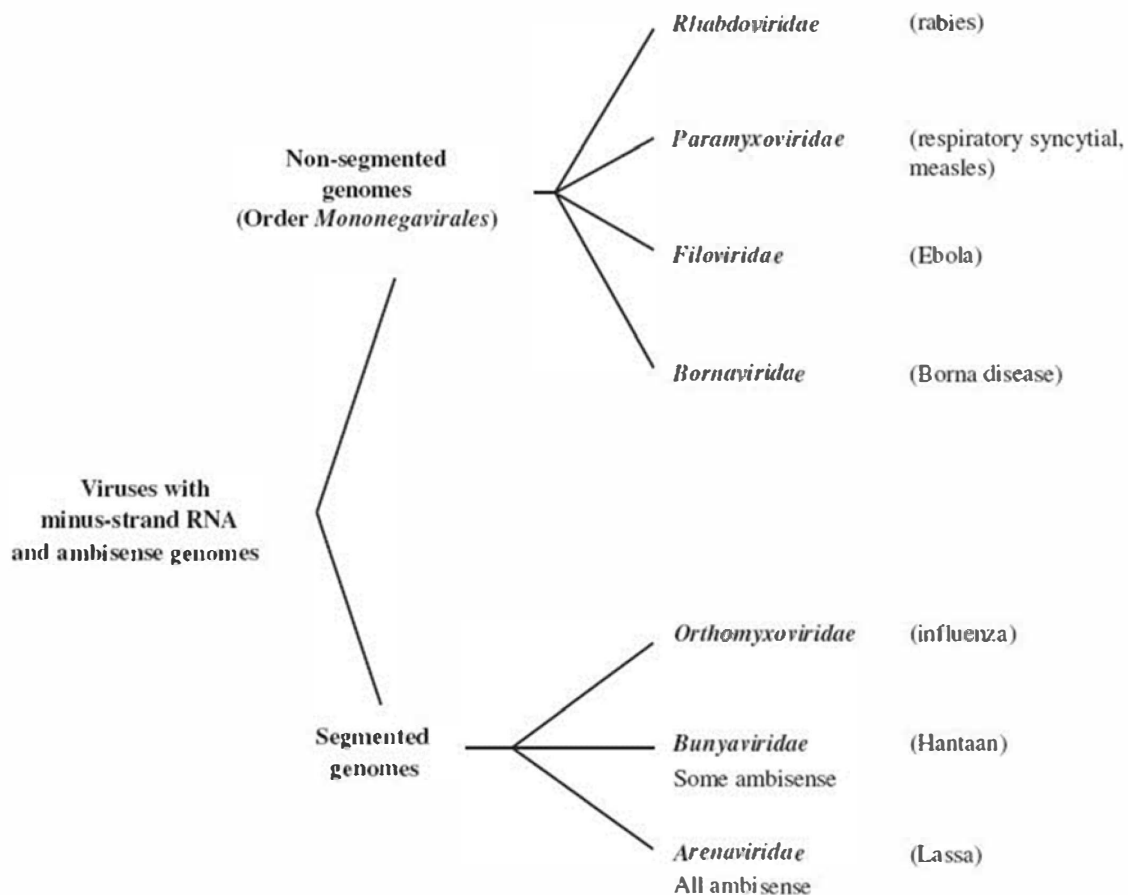 Rhabdoviridae (rabies)
Paramyxoviridae (respiratory syncytial,
measles)
Non-segmented
genomes
(Order Mononegavirales)
Filoviridae (Ebola)
Bornaviridae (Borna disease)
Viruses with
minus-strand RNA
and ambisense genomes
Orthomyxoviridae (influenza)
Segmented
genomes
Bunyaviridae (Hantaan)
Some ambisense
Arenaviridae (Lassa)
All ambisense